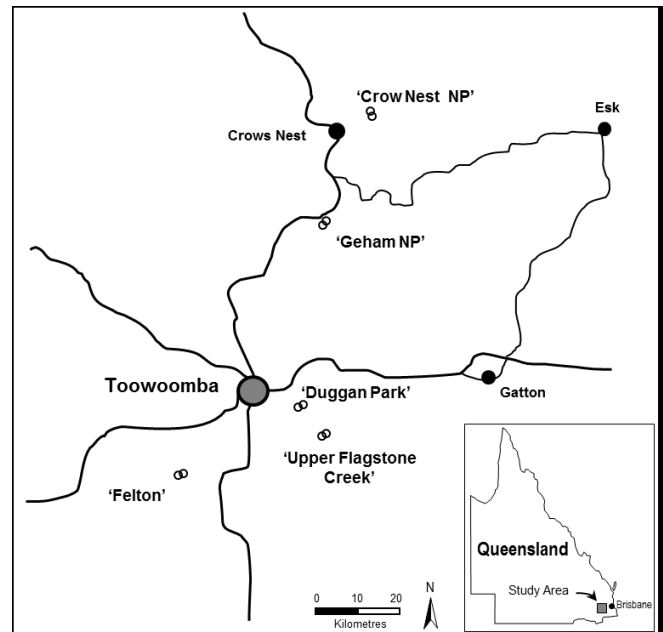 ‘Crow Nest NP’
Esk
Crows Nest
‘Geham NP’
Toowoomba
‘Duggan Park’
Gatton
‘Upper Flagstone
Creek’
‘Felton’
Queensland
Study Area
Brisbane
0 10 20
Kilometres
N